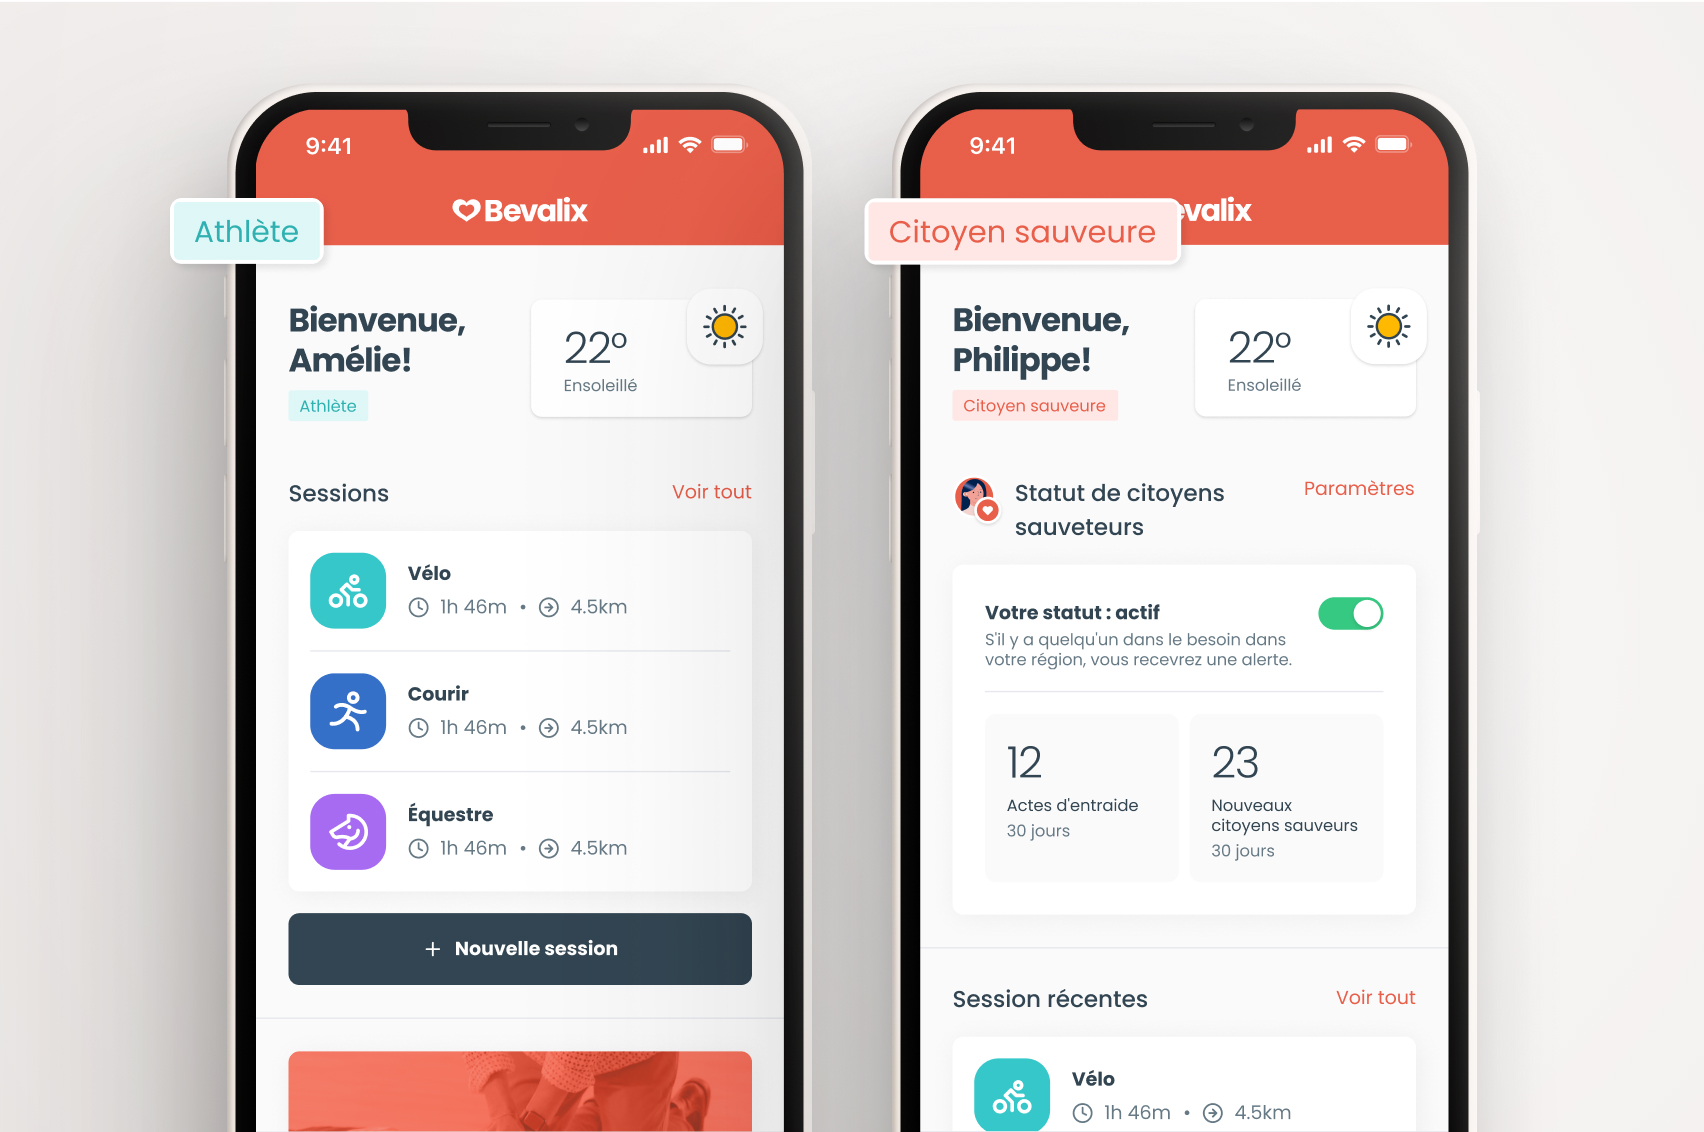 9:41
Bevalix
Athlète
Bienvenue,
Amélie!
Athlète
22°
Ensoleillé
Sessions
Voir tout
Vélo
1h 46m • 4.5km
Courir
1h 46m • 4.5km
Équestre
1h 46m • 4.5km
+ Nouvelle session
9:41
evalix
Citoyen sauveure
Bienvenue,
Philippe!
Citoyen sauveure
22°
Ensoleillé
Statut de citoyens
sauveteurs
Paramètres
Votre statut : actif
S'il y a quelqu'un dans le besoin dans
votre région, vous recevrez une alerte.
12
Actes d'entraide
30 jours
23
Nouveaux
citoyens sauveurs
30 jours
Session récentes
Voir tout
Vélo
1h 46m • 4.5km